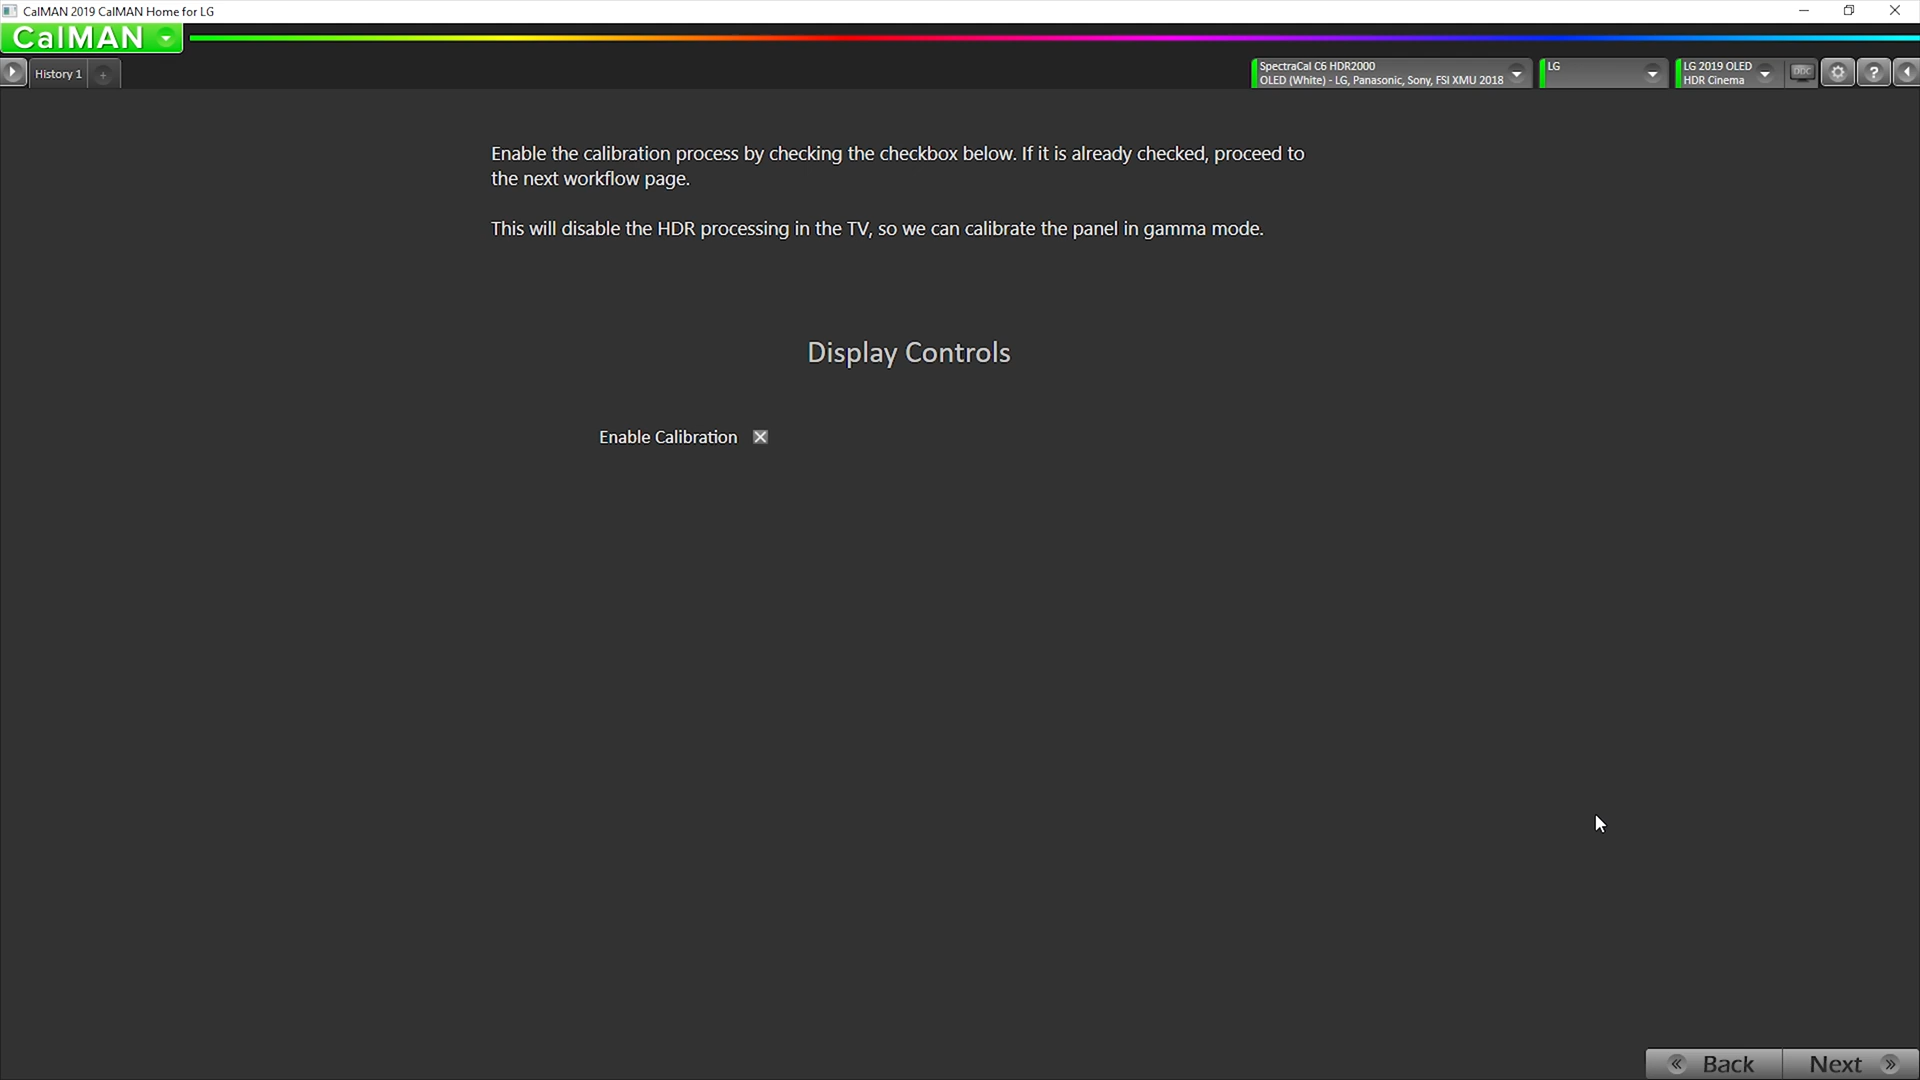 CalMAN 2019 CalMAN Home for LG
CalMAN
History 1
+
SpectraCal C6 HDR2000
OLED (White) - LG, Panasonic, Sony, FSI XMU 2018
LG
LG 2019 OLED
HDR Cinema
DDC
?
Enable the calibration process by checking the checkbox below. If it is already checked, proceed to
the next workflow page.
This will disable the HDR processing in the TV, so we can calibrate the panel in gamma mode.
Display Controls
Enable Calibration
« Back
Next »